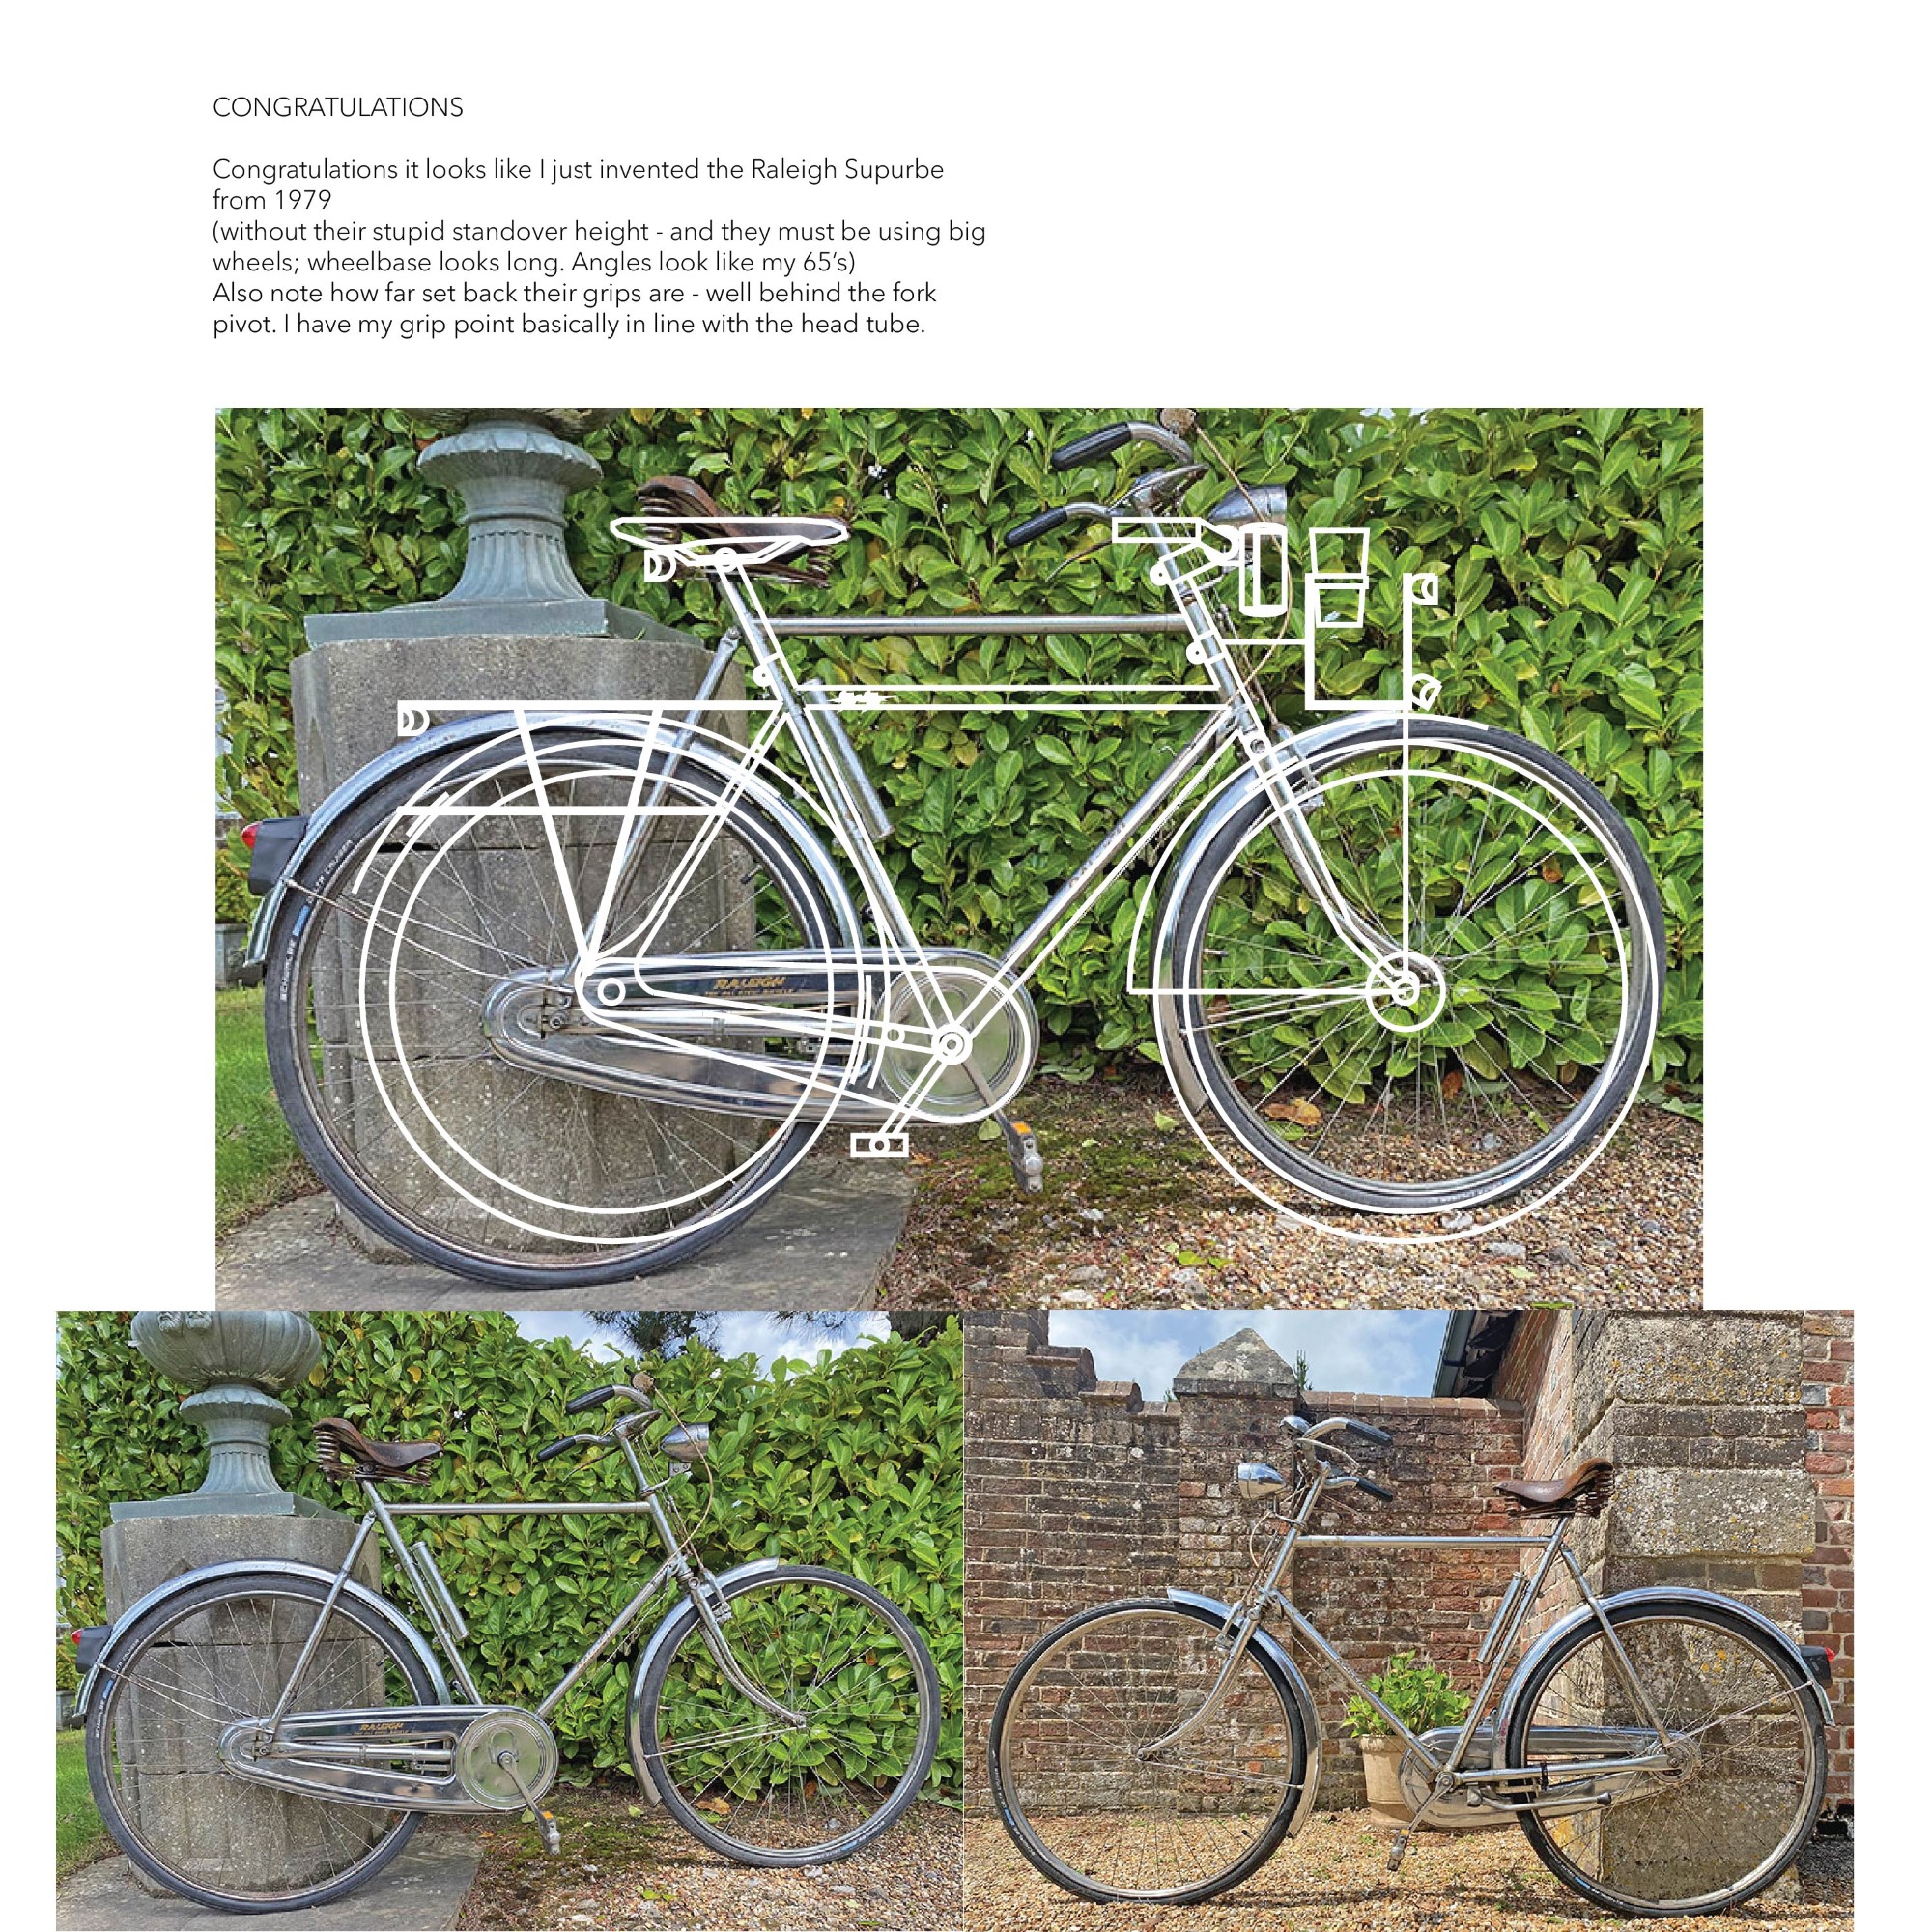 CONGRATULATIONS
Congratulations it looks like I just invented the Raleigh Supurbe
from 1979
(without their stupid standover height - and they must be using big
wheels; wheelbase looks long. Angles look like my 65's)
Also note how far set back their grips are - well behind the fork
pivot. I have my grip point basically in line with the head tube.
RALEIGH
RALEIGH